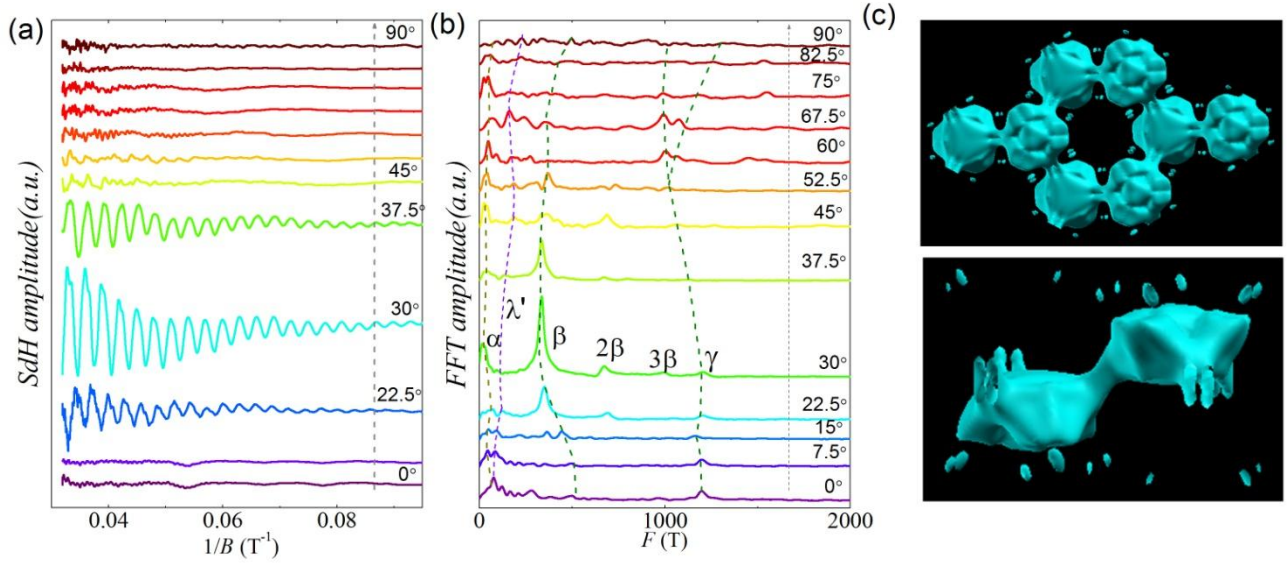 (a)
90°
45°
37.5°
30°
22.5°
0°
SdH amplitude(a.u.)
0.04
0.06
0.08
1/B (T⁻¹)
(b)
90°
82.5°
75°
67.5°
60°
52.5°
45°
37.5°
λ'
α
β
2β
3β
γ
30°
22.5°
15°
7.5°
0°
FFT amplitude(a.u.)
0
1000
2000
F (T)
(c)